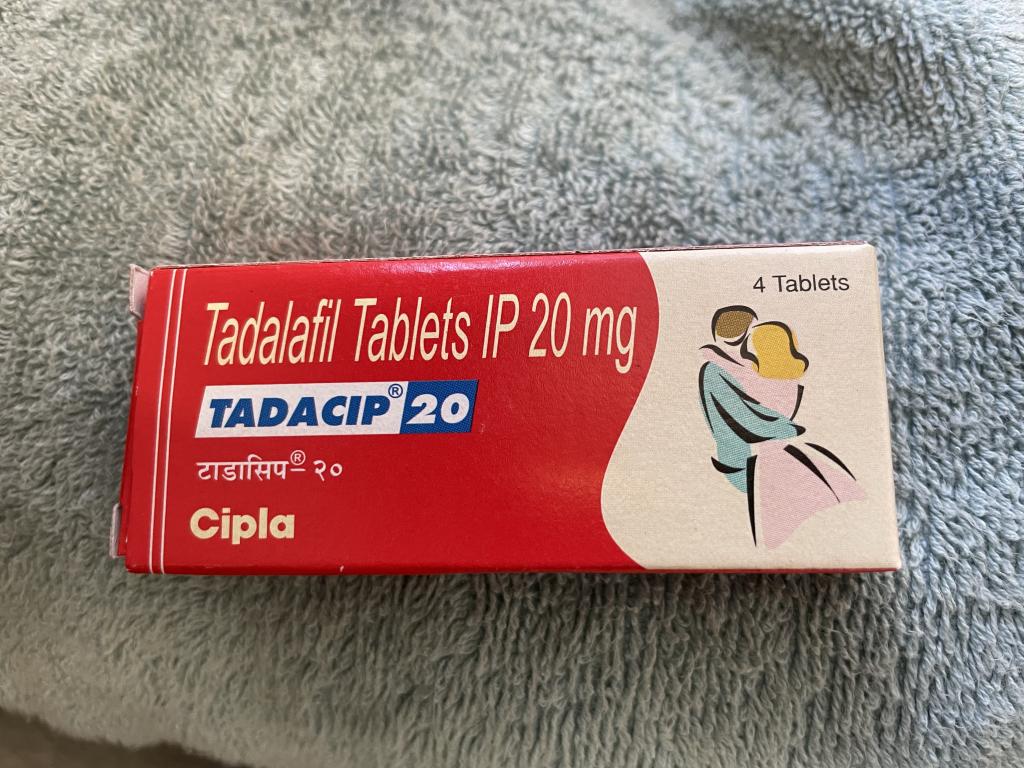 4 Tablets
Tadalafil Tablets IP 20 mg
TADACIP® 20
टाडासिप® २०
Cipla